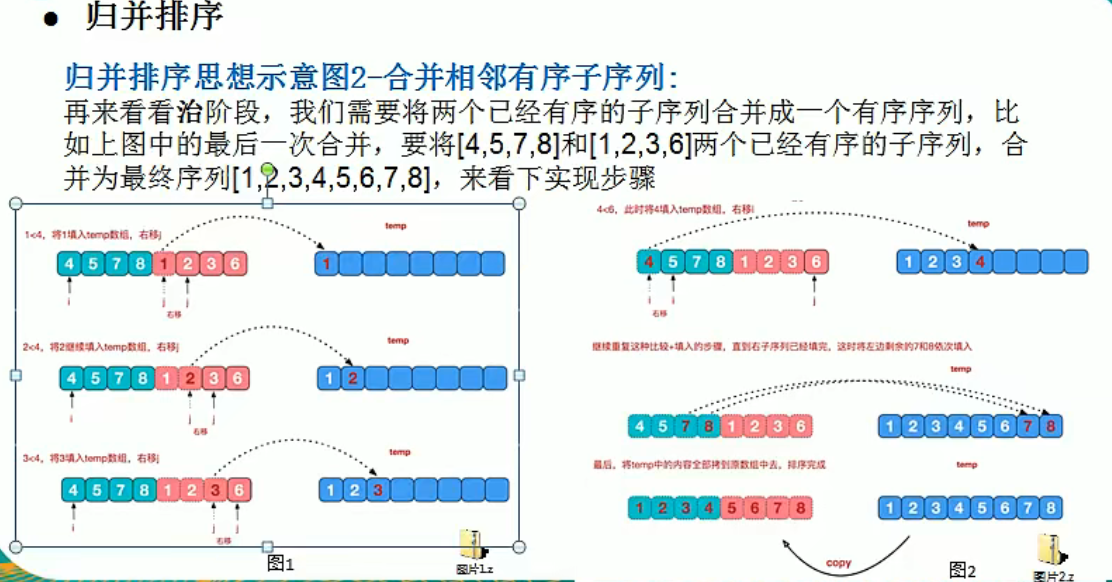 ● 归并排序
归并排序思想示意图2-合并相邻有序子序列:
再来看看治阶段，我们需要将两个已经有序的子序列合并成一个有序序列，比
如上图中的最后一次合并，要将[4,5,7,8]和[1,2,3,6]两个已经有序的子序列，合
并为最终序列[1,2,3,4,5,6,7,8]，来看下实现步骤
1<4，将1填入temp数组，右移j
temp
4 5 7 8 1 2 3 6
1
i j j
右移
2<4，将2继续填入temp数组，右移j
temp
4 5 7 8 1 2 3 6
1 2
i j j
右移
3<4，将3填入temp数组，右移j
temp
4 5 7 8 1 2 3 6
1 2 3
i j j
右移
图1
图片1.z
4<6，此时将4填入temp数组，右移i
temp
4 5 7 8 1 2 3 6
1 2 3 4
i i j
右移
继续重复这种比较+填入的步骤，直到右子序列已经填完，这时将左边剩余的7和8依次填入
temp
4 5 7 8 1 2 3 6
1 2 3 4 5 6 7 8
最后，将temp中的内容全部拷到原数组中去，排序完成
temp
1 2 3 4 5 6 7 8
1 2 3 4 5 6 7 8
copy
图2
图片2.z